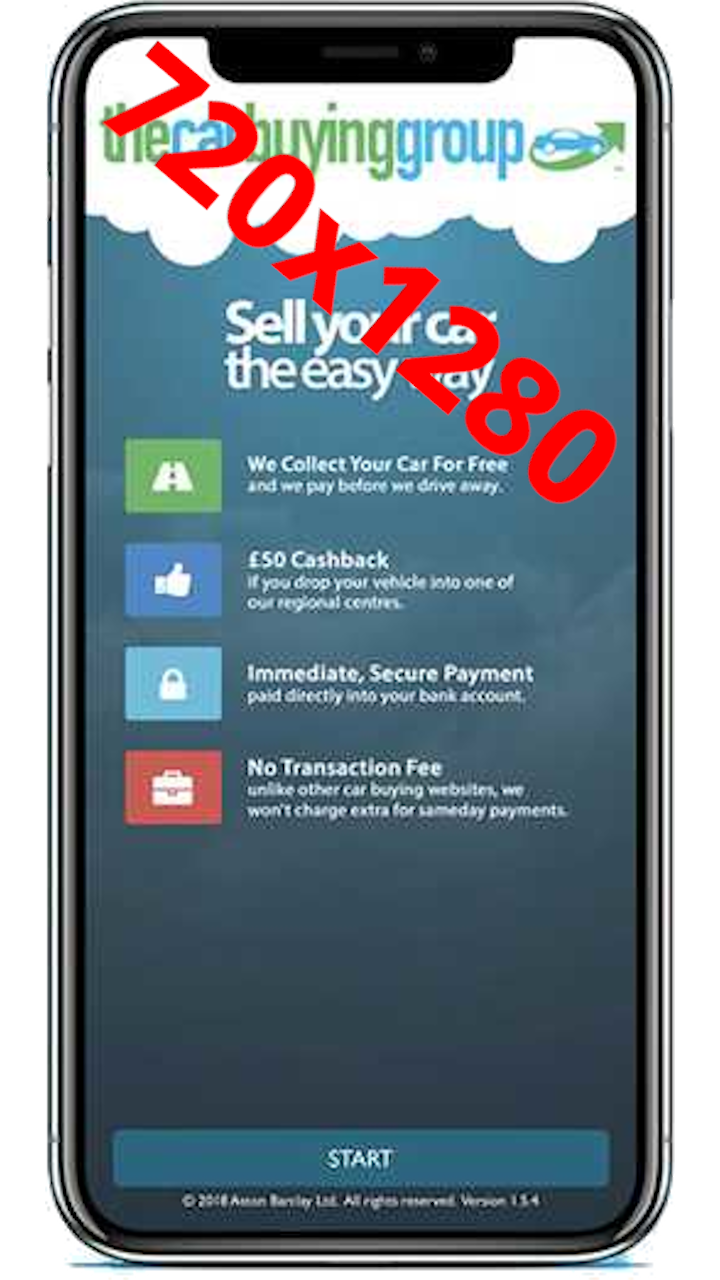 thecarbuyinggroup
720x1280
Sell your car
the easy way
We Collect Your Car For Free
and we pay before we drive away.
£50 Cashback
if you drop your vehicle into one of
our regional centres.
Immediate, Secure Payment
paid directly into your bank account.
No Transaction Fee
unlike other car buying websites, we
won't charge extra for sameday payments.
START
© 2018 Aston Barclay Ltd. All rights reserved. Version 1.5.4